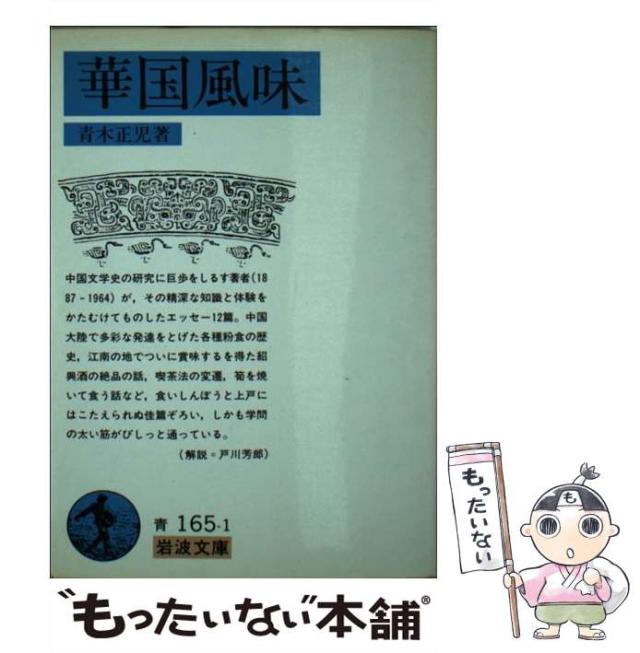 華国風味
青木正児著
中国文学史の研究に巨歩をしるす著者(18
87-1964)が,その精深な知識と体験を
かたむけてものしたエッセー12篇。中国
大陸で多彩な発達をとげた各種粉食の歴
史,江南の地でついに賞味するを得た紹
興酒の絶品の話,喫茶法の変遷,筍を焼
いて食う話など,食いしんぼうと上戸に
はこたえられぬ佳篇ぞろい,しかも学問
の太い筋がびしっと通っている。
(解説=戸川芳郎)
青 165-1
岩波文庫
もったいない
も
“もったいない”本舗®